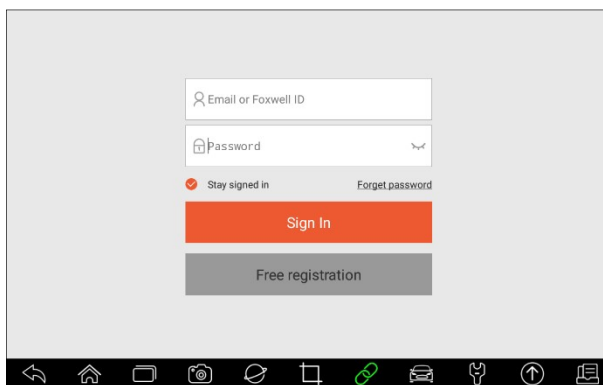 Email or Foxwell ID
Password
Stay signed in Forget password
Sign In
Free registration